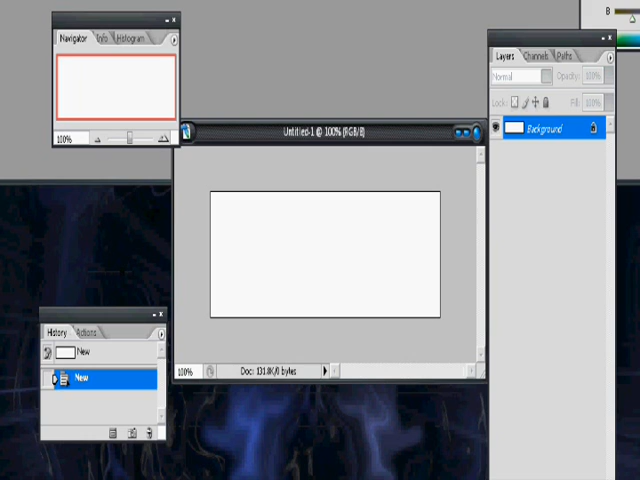 B
Navigator Info Histogram
100%
Layers Channels Paths
Normal Opacity: 100%
Lock: Fill: 100%
Background
Untitled-1 @ 100% (RGB/8)
100% Doc: 131.8K/0 bytes
History Actions
New
New